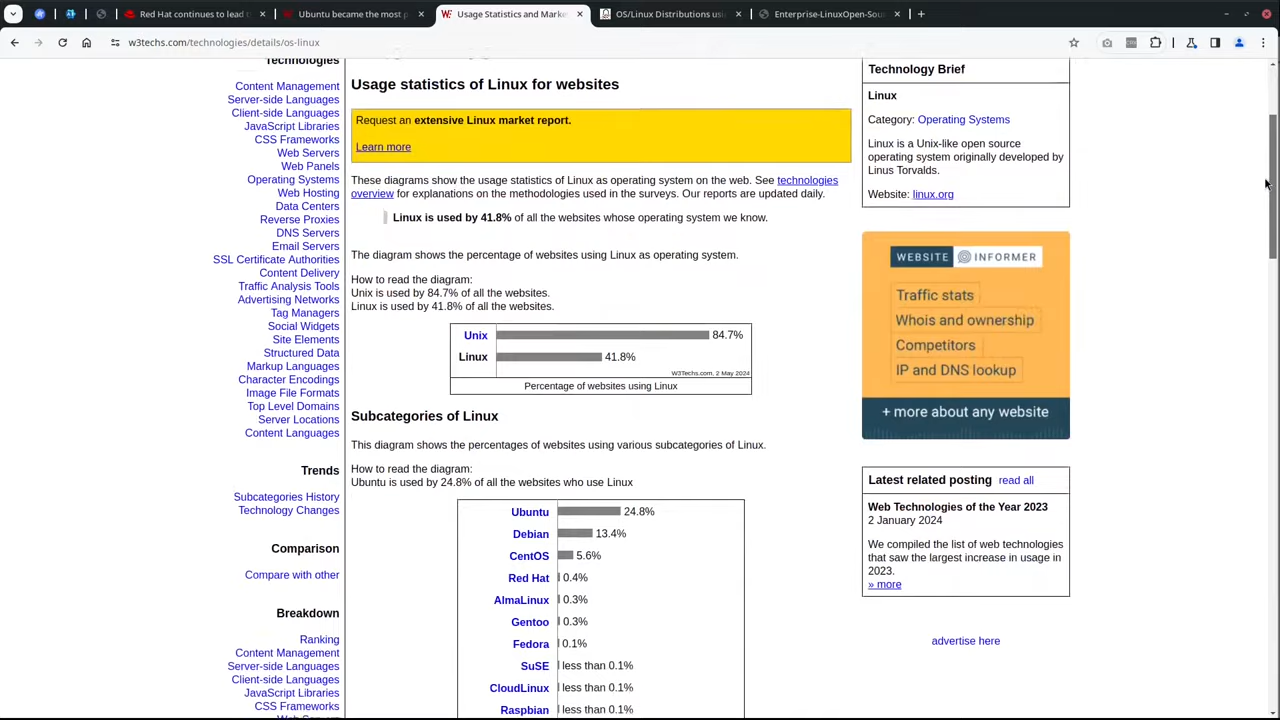 Red Hat continues to lead t
Ubuntu became the most p
Usage Statistics and Marke
OS/Linux Distributions usi
Enterprise-LinuxOpen-Sou
w3techs.com/technologies/details/os-linux
Technologies
Content Management
Server-side Languages
Client-side Languages
JavaScript Libraries
CSS Frameworks
Web Servers
Web Panels
Operating Systems
Web Hosting
Data Centers
Reverse Proxies
DNS Servers
Email Servers
SSL Certificate Authorities
Content Delivery
Traffic Analysis Tools
Advertising Networks
Tag Managers
Social Widgets
Site Elements
Structured Data
Markup Languages
Character Encodings
Image File Formats
Top Level Domains
Server Locations
Content Languages
Trends
Subcategories History
Technology Changes
Comparison
Compare with other
Breakdown
Ranking
Content Management
Server-side Languages
Client-side Languages
JavaScript Libraries
CSS Frameworks
Web Servers
Usage statistics of Linux for websites
Request an extensive Linux market report.
Learn more
These diagrams show the usage statistics of Linux as operating system on the web. See technologies
overview for explanations on the methodologies used in the surveys. Our reports are updated daily.
Linux is used by 41.8% of all the websites whose operating system we know.
The diagram shows the percentage of websites using Linux as operating system.
How to read the diagram:
Unix is used by 84.7% of all the websites.
Linux is used by 41.8% of all the websites.
Unix 84.7%
Linux 41.8%
W3Techs.com, 2 May 2024
Percentage of websites using Linux
Subcategories of Linux
This diagram shows the percentages of websites using various subcategories of Linux.
How to read the diagram:
Ubuntu is used by 24.8% of all the websites who use Linux
Ubuntu 24.8%
Debian 13.4%
CentOS 5.6%
Red Hat 0.4%
AlmaLinux 0.3%
Gentoo 0.3%
Fedora 0.1%
SuSE less than 0.1%
CloudLinux less than 0.1%
Raspbian less than 0.1%
Technology Brief
Linux
Category: Operating Systems
Linux is a Unix-like open source
operating system originally developed by
Linus Torvalds.
Website: linux.org
WEBSITE INFORMER
Traffic stats
Whois and ownership
Competitors
IP and DNS lookup
+ more about any website
Latest related posting read all
Web Technologies of the Year 2023
2 January 2024
We compiled the list of web technologies
that saw the largest increase in usage in
2023.
» more
advertise here